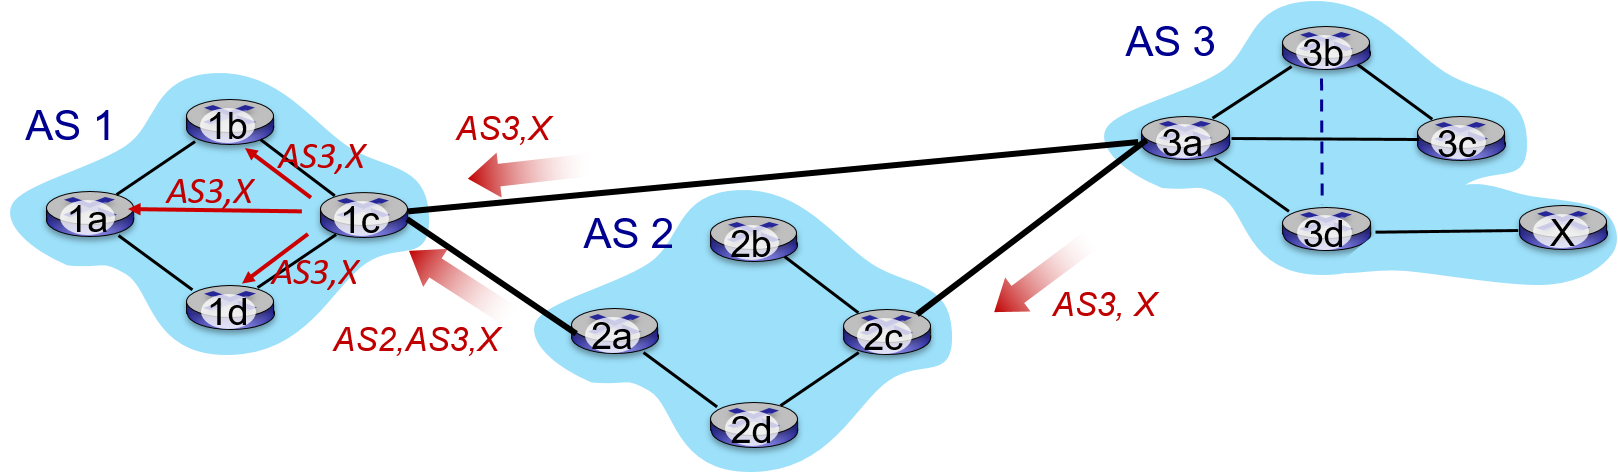 AS 3
3b
AS 1
1b
AS3,X
3a
3c
AS3,X
AS3,X
1a
1c
AS 2
2b
3d
X
AS3,X
1d
AS3, X
AS2,AS3,X
2a
2c
2d